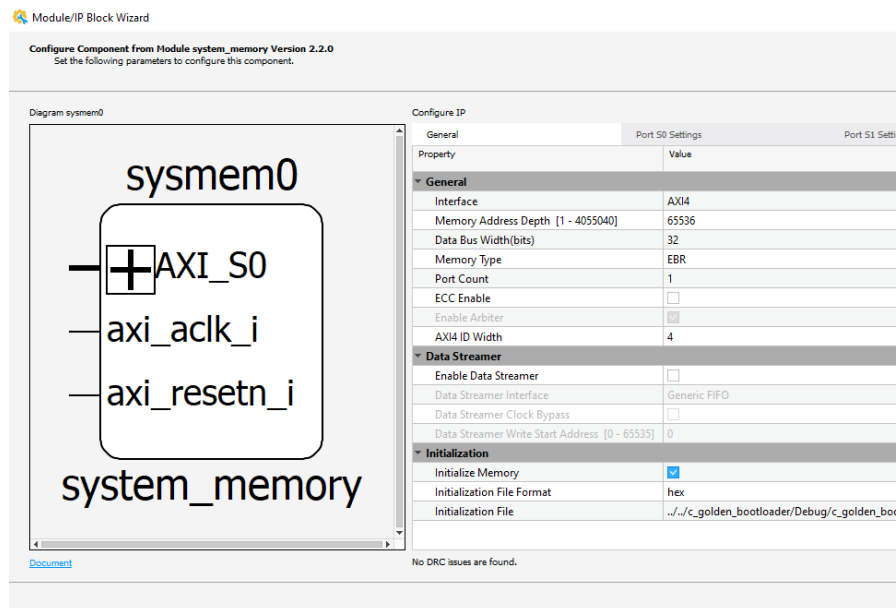 Module/IP Block Wizard
Configure Component from Module system_memory Version 2.2.0
Set the following parameters to configure this component.
Diagram sysmem0
sysmem0
AXI_S0
axi_aclk_i
axi_resetn_i
system_memory
Document
Configure IP
General Port S0 Settings Port S1 Setti
Property Value
General
Interface AXI4
Memory Address Depth [1 - 4055040] 65536
Data Bus Width(bits) 32
Memory Type EBR
Port Count 1
ECC Enable
Enable Arbiter
AXI4 ID Width 4
Data Streamer
Enable Data Streamer
Data Streamer Interface Generic FIFO
Data Streamer Clock Bypass
Data Streamer Write Start Address [0 - 65535] 0
Initialization
Initialize Memory
Initialization File Format hex
Initialization File ../../c_golden_bootloader/Debug/c_golden_boo
No DRC issues are found.